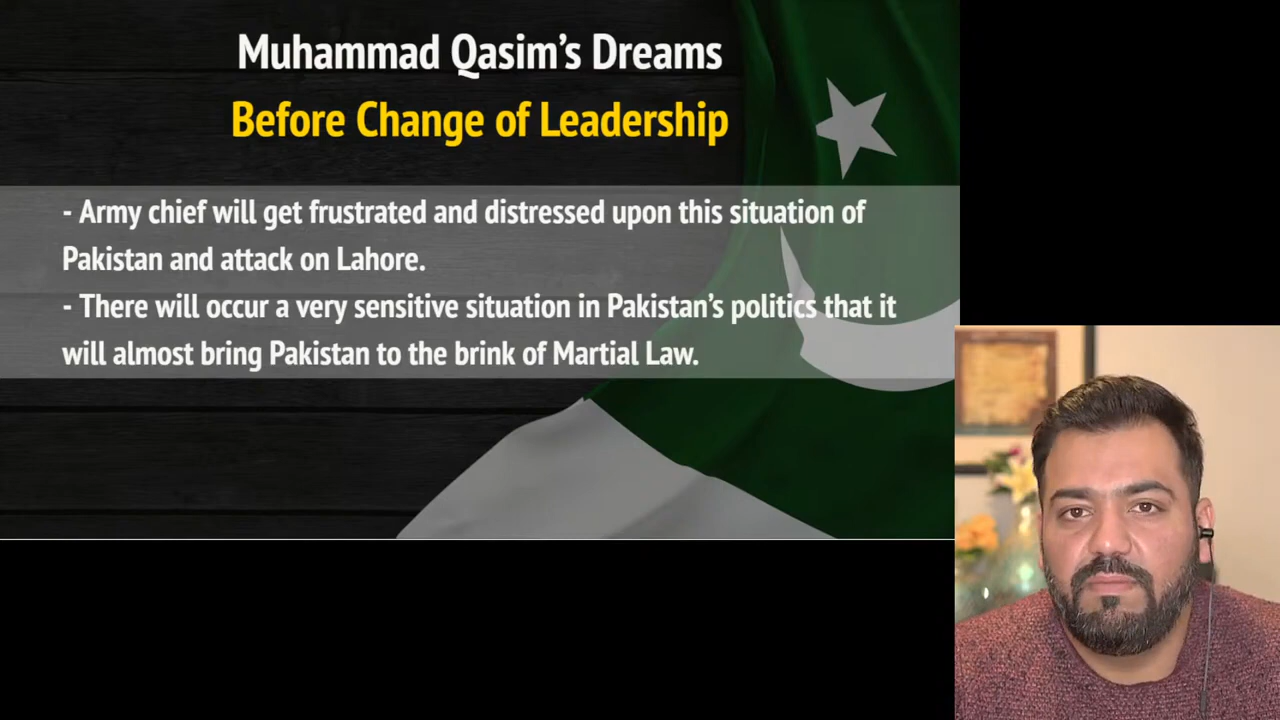 Muhammad Qasim's Dreams
Before Change of Leadership
- Army chief will get frustrated and distressed upon this situation of
Pakistan and attack on Lahore.
- There will occur a very sensitive situation in Pakistan's politics that it
will almost bring Pakistan to the brink of Martial Law.